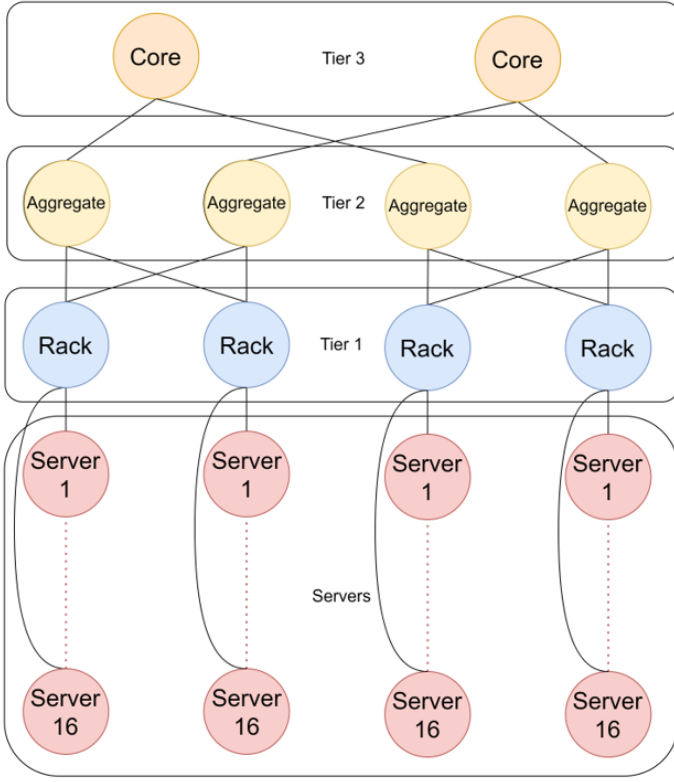 Core
Tier 3
Core
Aggregate
Aggregate
Tier 2
Aggregate
Aggregate
Rack
Rack
Tier 1
Rack
Rack
Server
1
Server
1
Server
1
Server
1
Servers
Server
16
Server
16
Server
16
Server
16